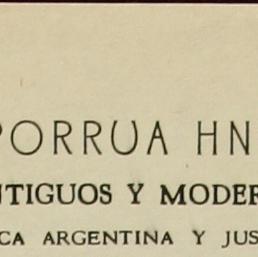 PORRUA HN
NTIGUOS Y MODER
CA ARGENTINA Y JUS